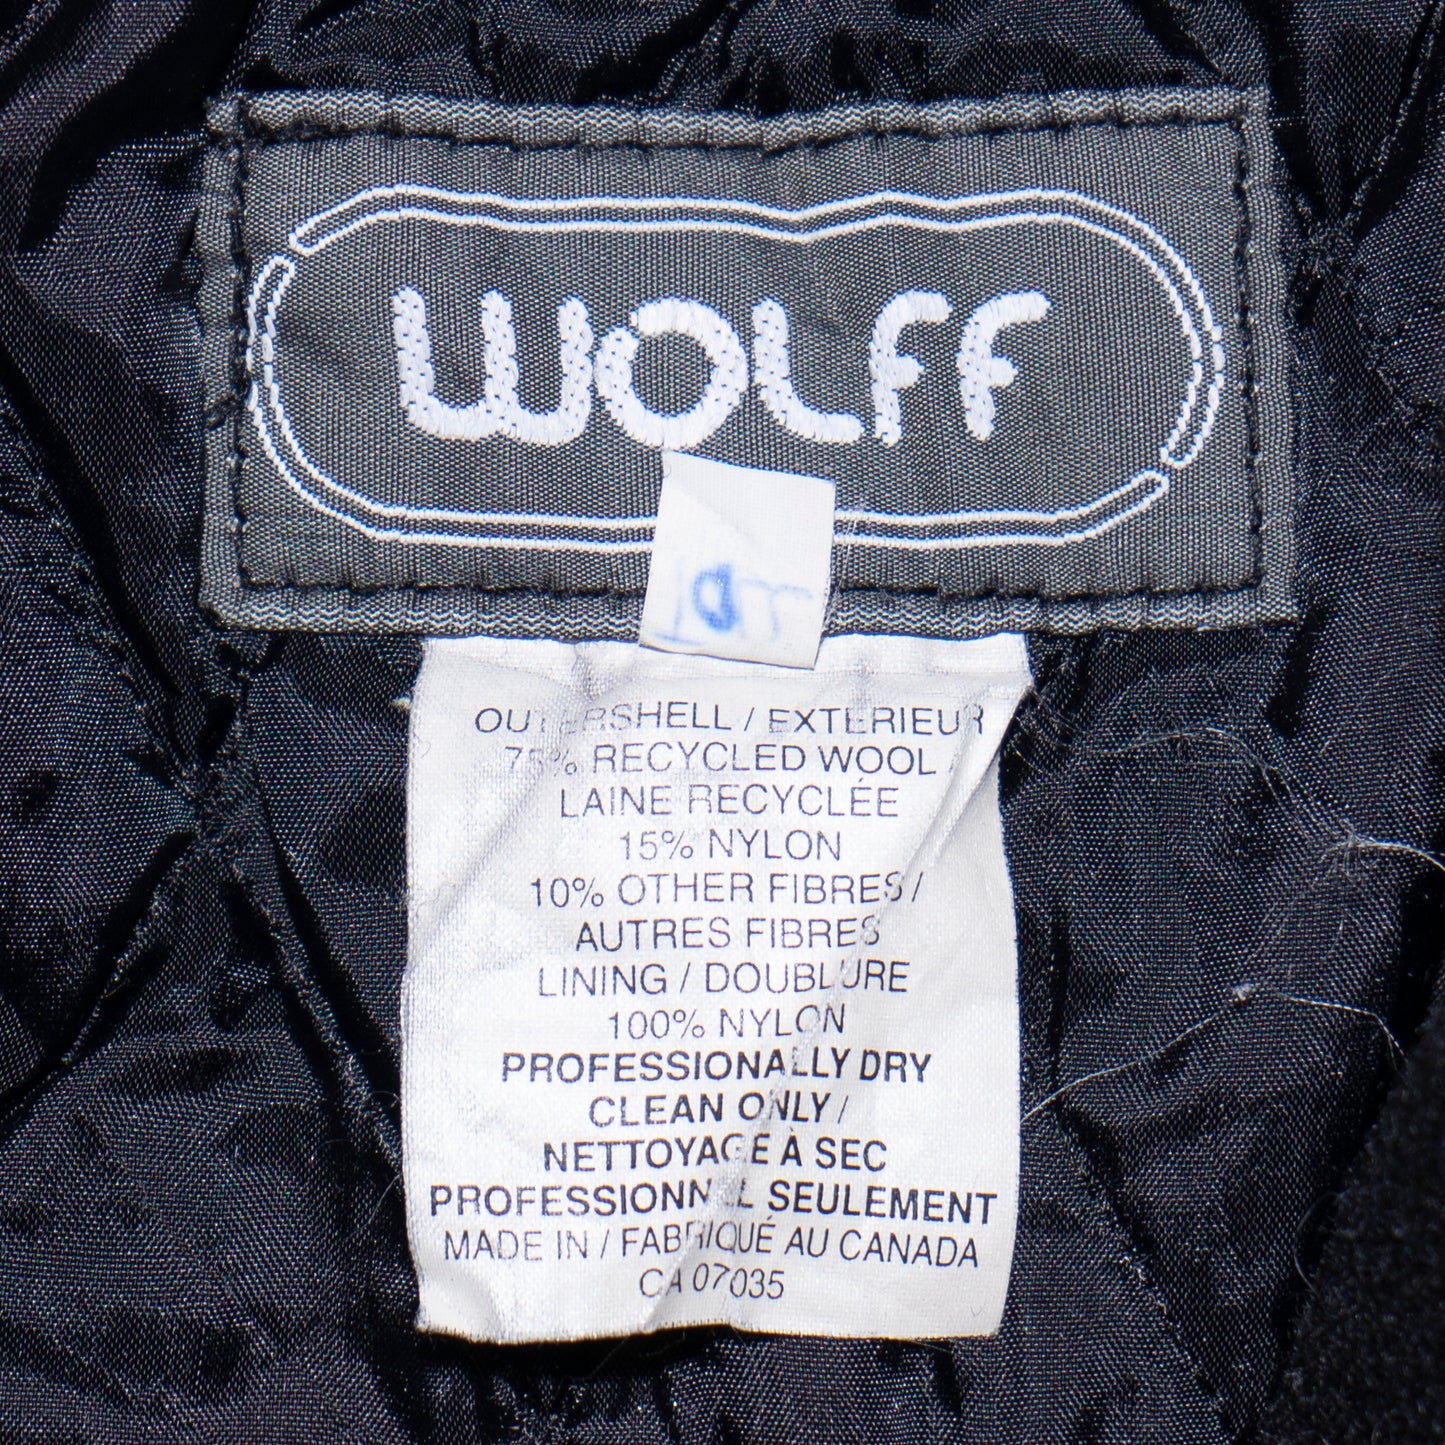 WOLFF
OUTERSHELL / EXTERIEUR
75% RECYCLED WOOL /
LAINE RECYCLÉE
15% NYLON
10% OTHER FIBRES /
AUTRES FIBRES
LINING / DOUBLURE
100% NYLON
PROFESSIONALLY DRY
CLEAN ONLY /
NETTOYAGE À SEC
PROFESSIONNEL SEULEMENT
MADE IN / FABRIQUÉ AU CANADA
CA 07035